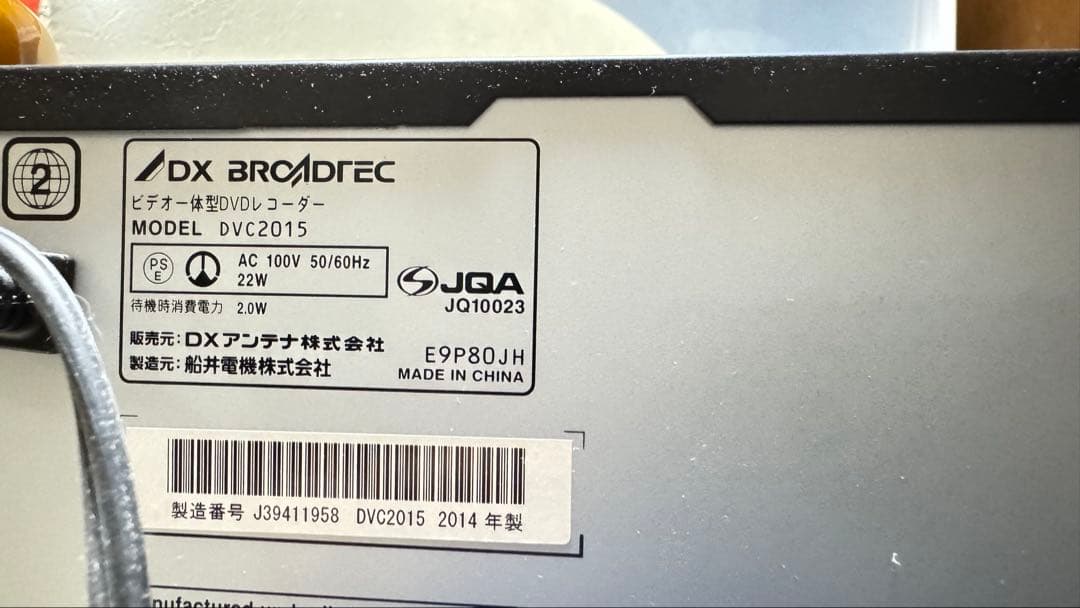 2
DX BROADTEC
ビデオ一体型DVDレコーダー
MODEL DVC2015
PS
E
AC 100V 50/60Hz
22W
JQA
JQ10023
待機時消費電力 2.0W
販売元:DXアンテナ株式会社
製造元:船井電機株式会社
E9P80JH
MADE IN CHINA
製造番号 J39411958 DVC2015 2014 年製